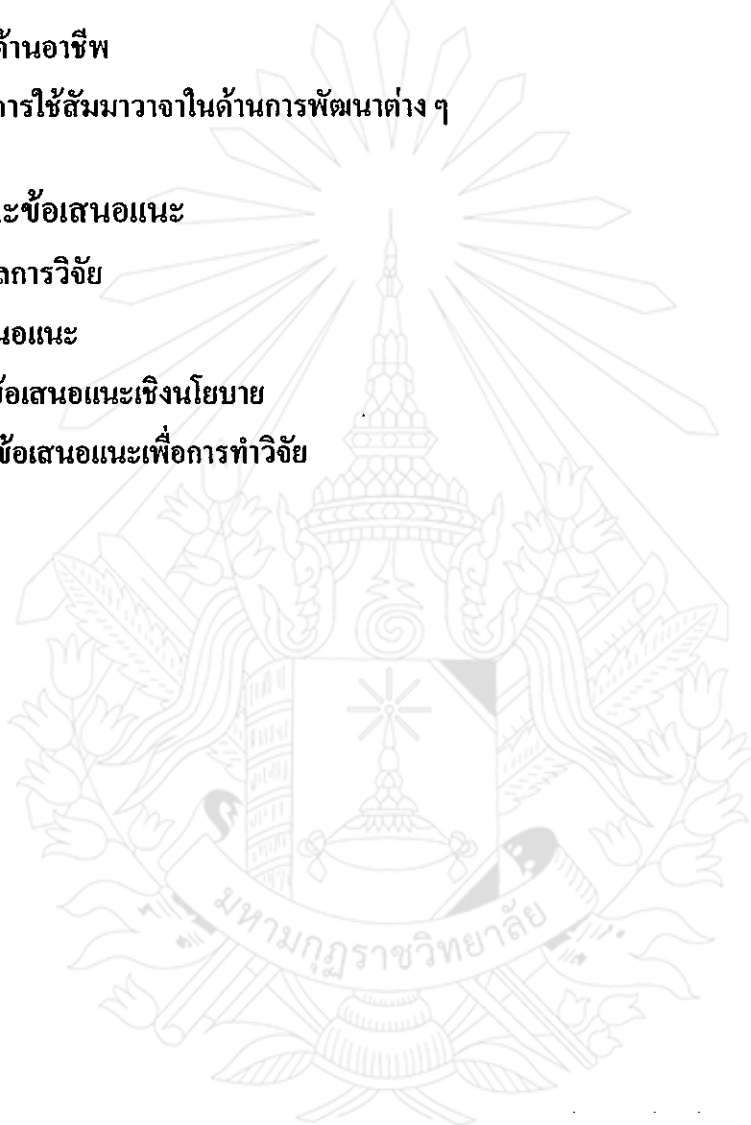 ด้านอาชีพ
การใช้สัมมาวาจาในด้านการพัฒนาต่าง ๆ
ะข้อเสนอแนะ
ลการวิจัย
นอแนะ
ข้อเสนอแนะเชิงนโยบาย
ข้อเสนอแนะเพื่อการทำวิจัย
มหามกุฏราชวิทยาลัย